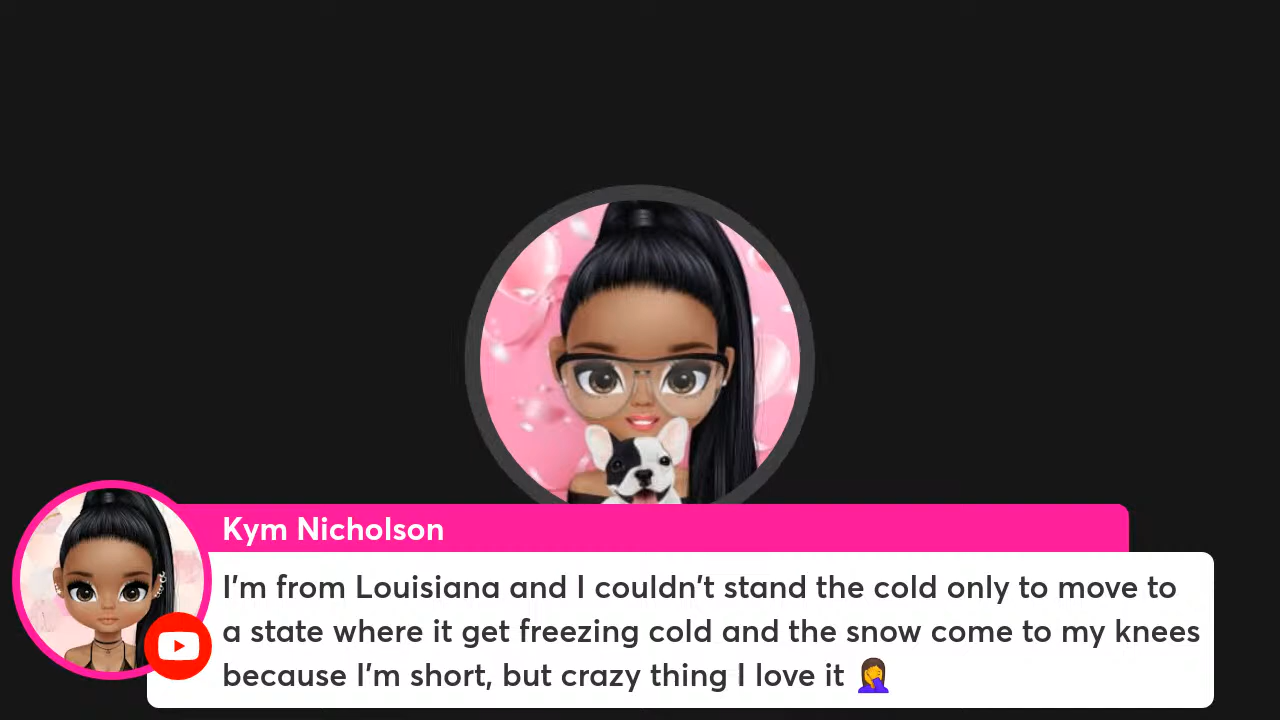 Kym Nicholson
I'm from Louisiana and I couldn't stand the cold only to move to
a state where it get freezing cold and the snow come to my knees
because I'm short, but crazy thing I love it 🤦‍♀️